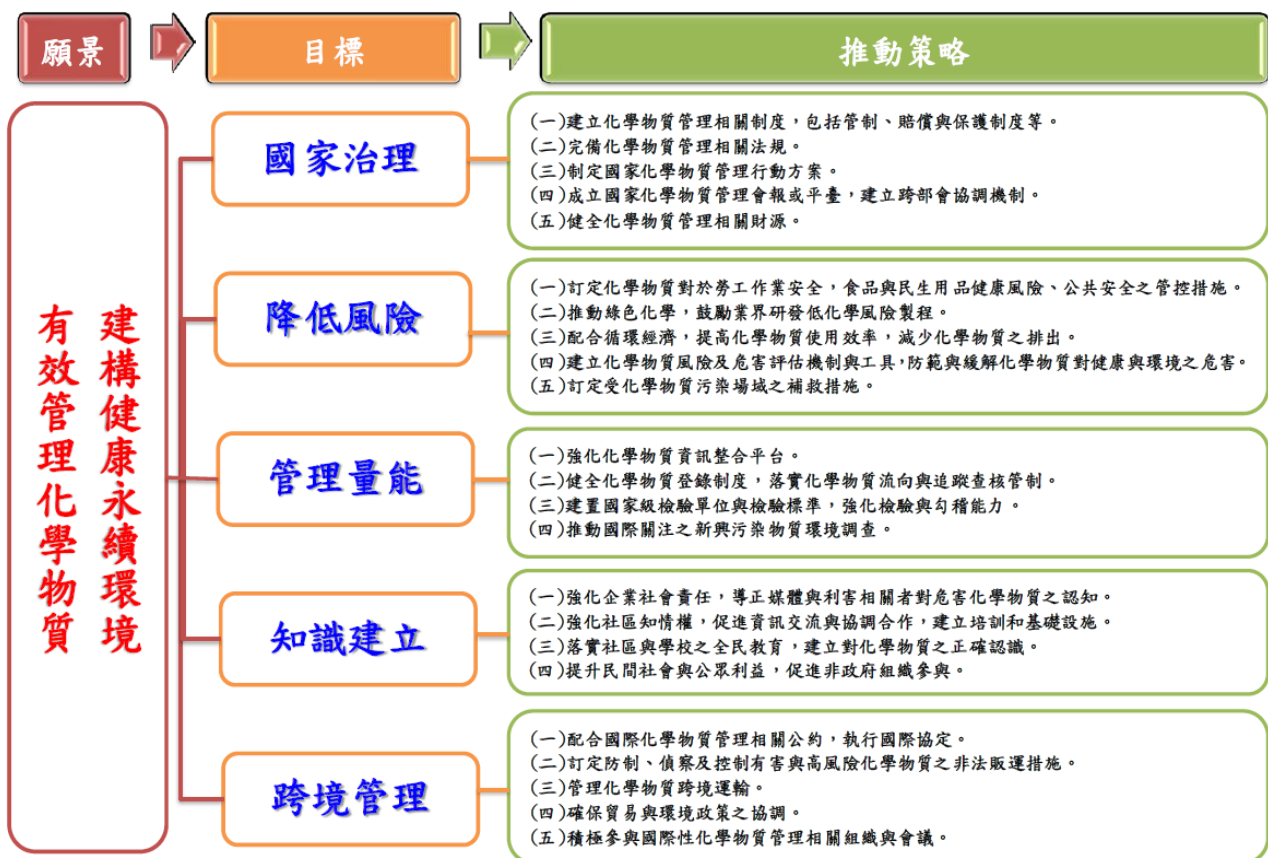 願景
目標
推動策略
有效管理化學物質
建構健康永續環境
國家治理
(一)建立化學物質管理相關制度，包括管制、賠償與保護制度等。
(二)完備化學物質管理相關法規。
(三)制定國家化學物質管理行動方案。
(四)成立國家化學物質管理會報或平臺，建立跨部會協調機制。
(五)健全化學物質管理相關財源。
降低風險
(一)訂定化學物質對於勞工作業安全，食品與民生用品健康風險、公共安全之管控措施。
(二)推動綠色化學，鼓勵業界研發低化學風險製程。
(三)配合循環經濟，提高化學物質使用效率，減少化學物質之排出。
(四)建立化學物質風險及危害評估機制與工具，防範與緩解化學物質對健康與環境之危害。
(五)訂定受化學物質污染場域之補救措施。
管理量能
(一)強化化學物質資訊整合平台。
(二)健全化學物質登錄制度，落實化學物質流向與追蹤查核管制。
(三)建置國家級檢驗單位與檢驗標準，強化檢驗與勾稽能力。
(四)推動國際關注之新興污染物質環境調查。
知識建立
(一)強化企業社會責任，導正媒體與利害相關者對危害化學物質之認知。
(二)強化社區知情權，促進資訊交流與協調合作，建立培訓和基礎設施。
(三)落實社區與學校之全民教育，建立對化學物質之正確認識。
(四)提升民間社會與公眾利益，促進非政府組織參與。
跨境管理
(一)配合國際化學物質管理相關公約，執行國際協定。
(二)訂定防制、偵察及控制有害與高風險化學物質之非法販運措施。
(三)管理化學物質跨境運輸。
(四)確保貿易與環境政策之協調。
(五)積極參與國際性化學物質管理相關組織與會議。